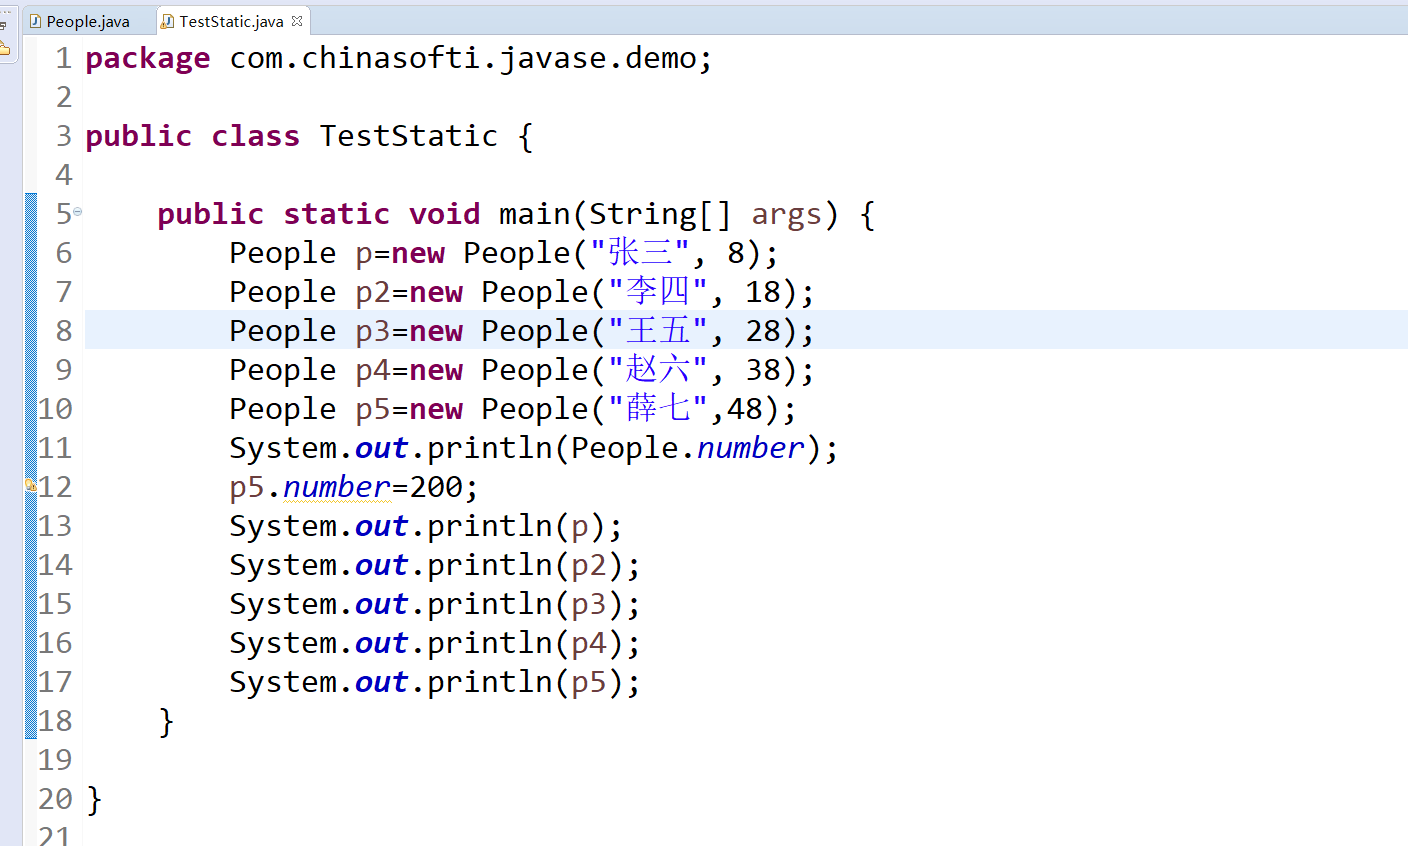 People.java
TestStatic.java
1 package com.chinasofti.javase.demo;
2
3 public class TestStatic {
4
5 public static void main(String[] args) {
6 People p=new People("张三", 8);
7 People p2=new People("李四", 18);
8 People p3=new People("王五", 28);
9 People p4=new People("赵六", 38);
10 People p5=new People("薛七",48);
11 System.out.println(People.number);
12 p5.number=200;
13 System.out.println(p);
14 System.out.println(p2);
15 System.out.println(p3);
16 System.out.println(p4);
17 System.out.println(p5);
18 }
19
20 }
21